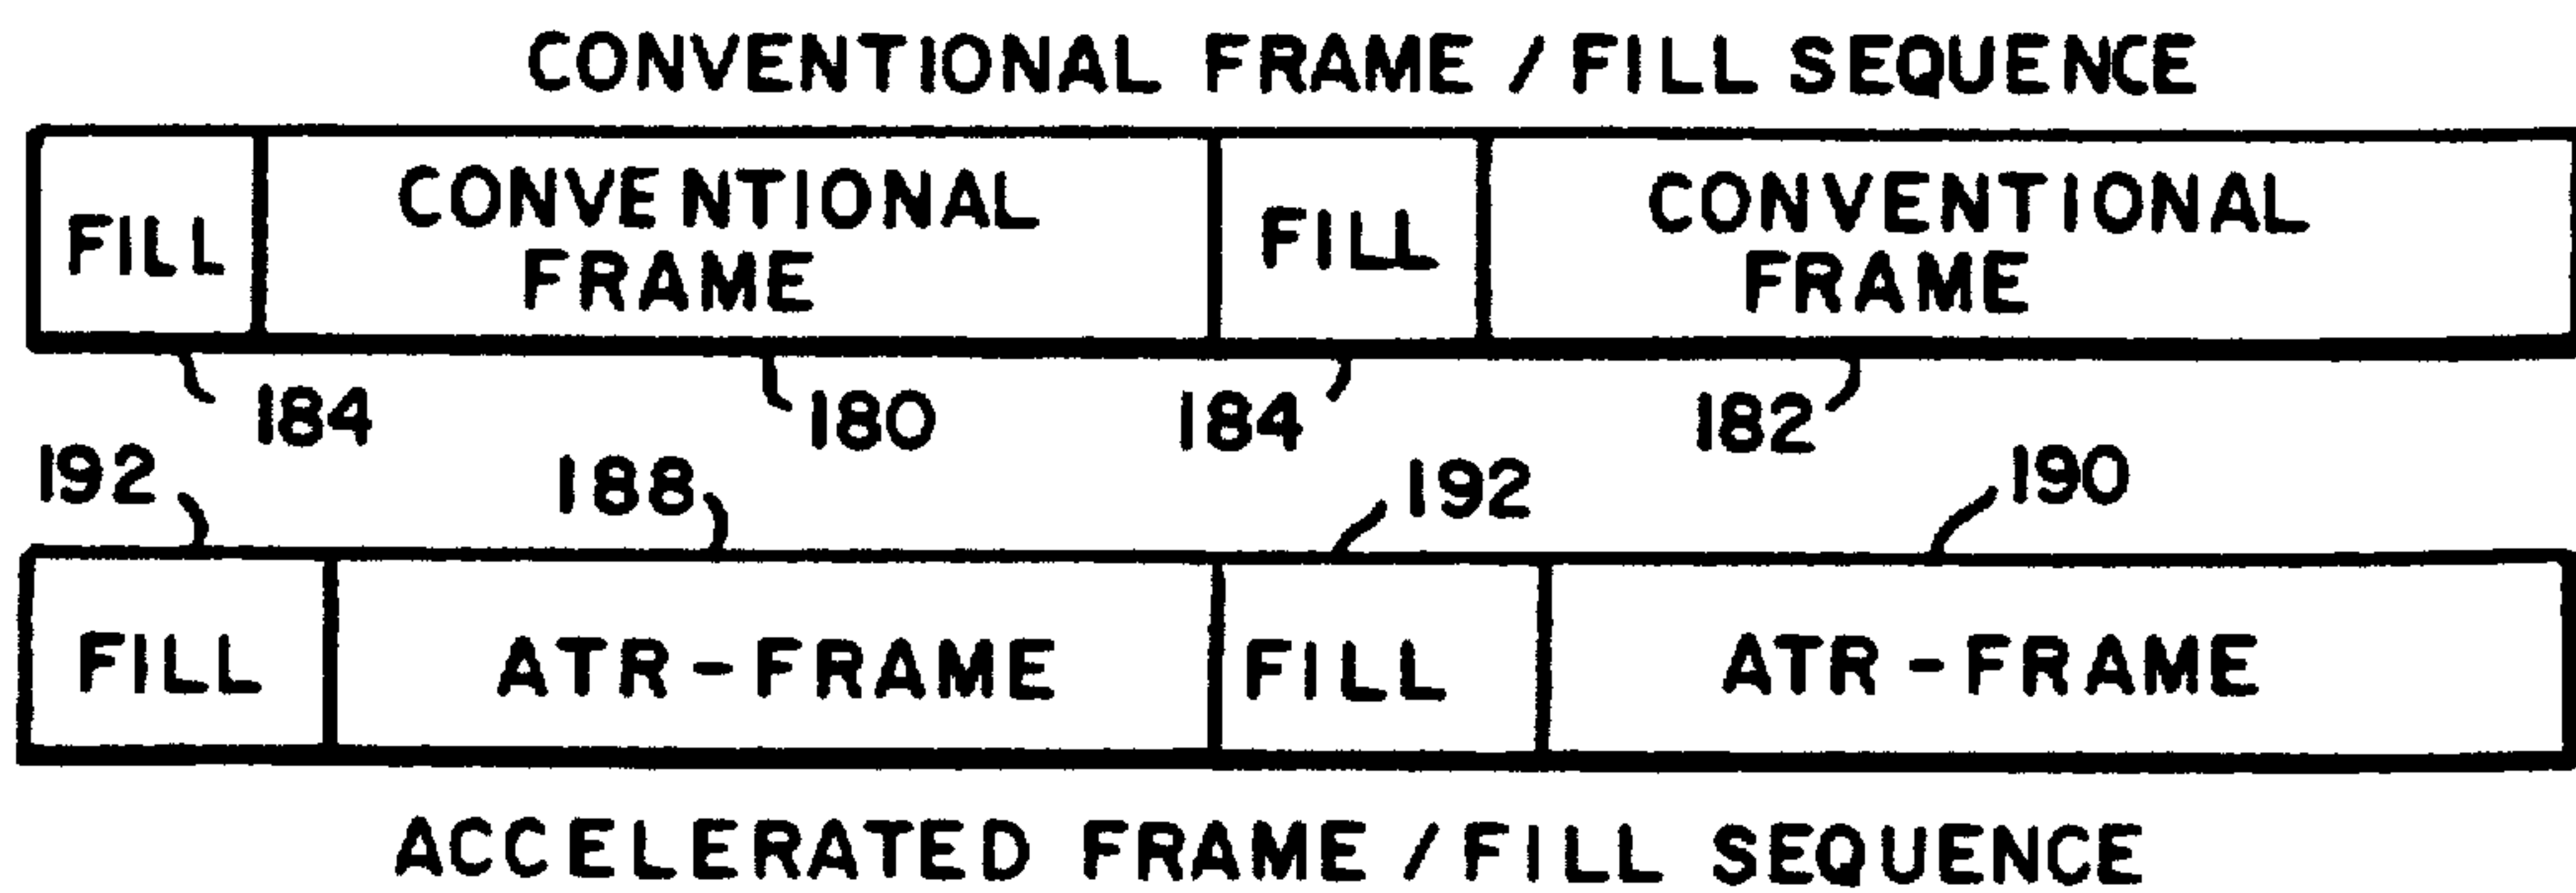 CONVENTIONAL FRAME / FILL SEQUENCE
FILL CONVENTIONAL FRAME FILL CONVENTIONAL FRAME
184 180 184 182
192 188 192 190
FILL ATR-FRAME FILL ATR-FRAME
ACCELERATED FRAME / FILL SEQUENCE